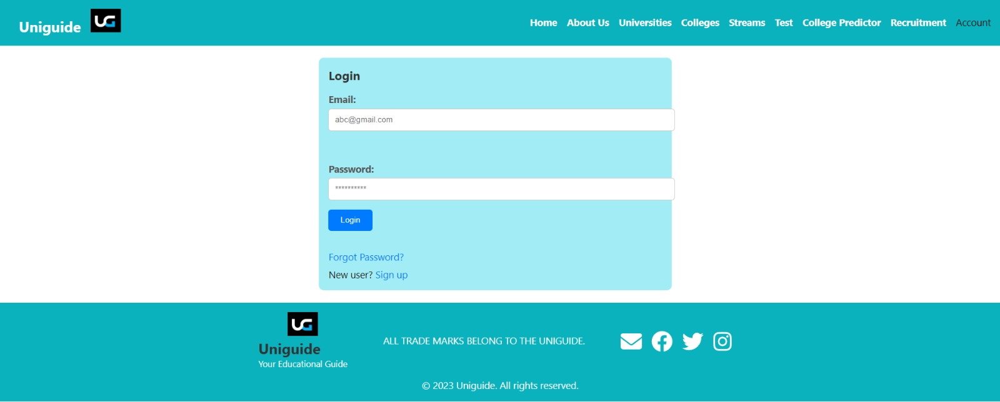 Uniguide UG Home About Us Universities Colleges Streams Test College Predictor Recruitment Account
Login
Email:
abc@gmail.com
Password:
**********
Login
Forgot Password?
New user? Sign up
UG
Uniguide
Your Educational Guide
ALL TRADE MARKS BELONG TO THE UNIGUIDE.
© 2023 Uniguide. All rights reserved.